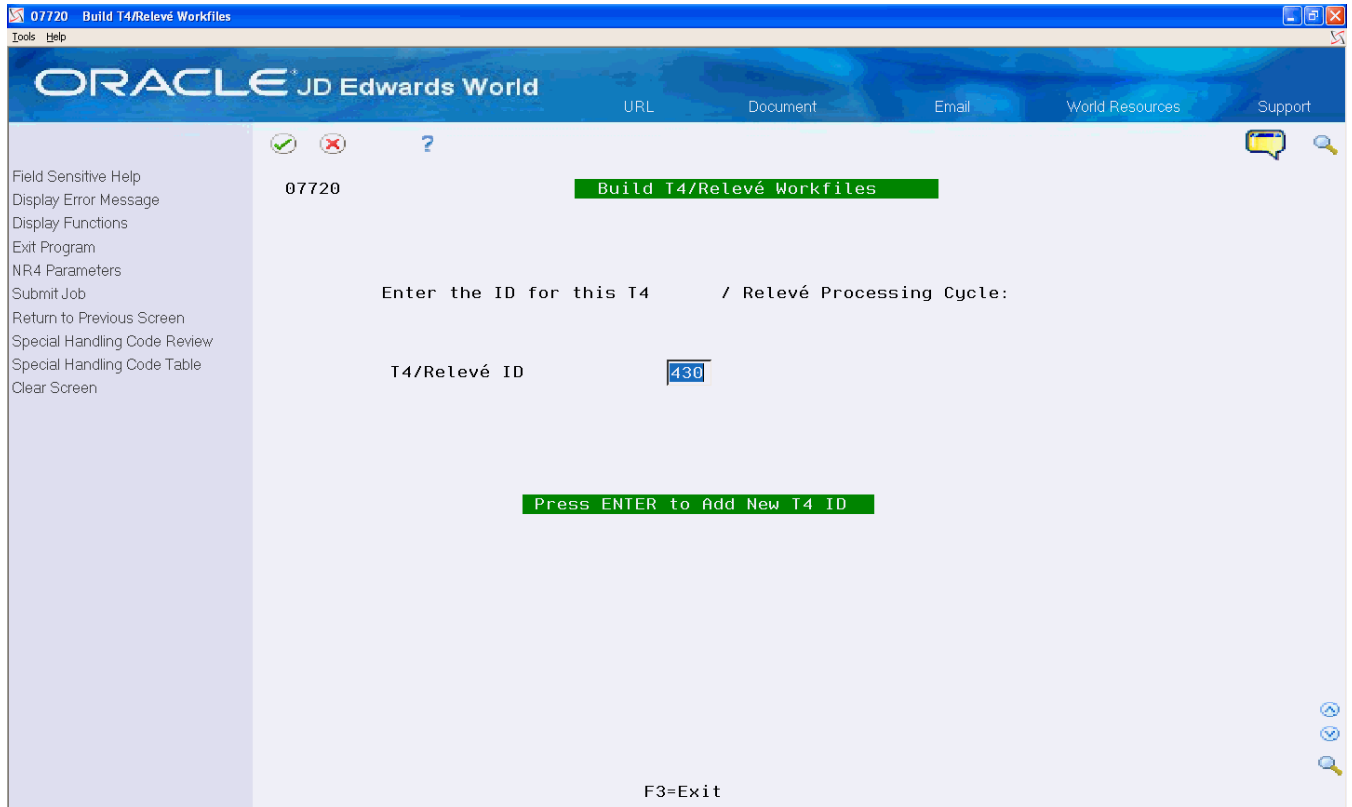 07720 Build T4/Relevé Workfiles
Tools Help
ORACLE JD Edwards World
URL Document Email World Resources Support
?
Field Sensitive Help
Display Error Message
Display Functions
Exit Program
NR4 Parameters
Submit Job
Return to Previous Screen
Special Handling Code Review
Special Handling Code Table
Clear Screen
07720 Build T4/Relevé Workfiles
Enter the ID for this T4 / Relevé Processing Cycle:
T4/Relevé ID 430
Press ENTER to Add New T4 ID
F3=Exit